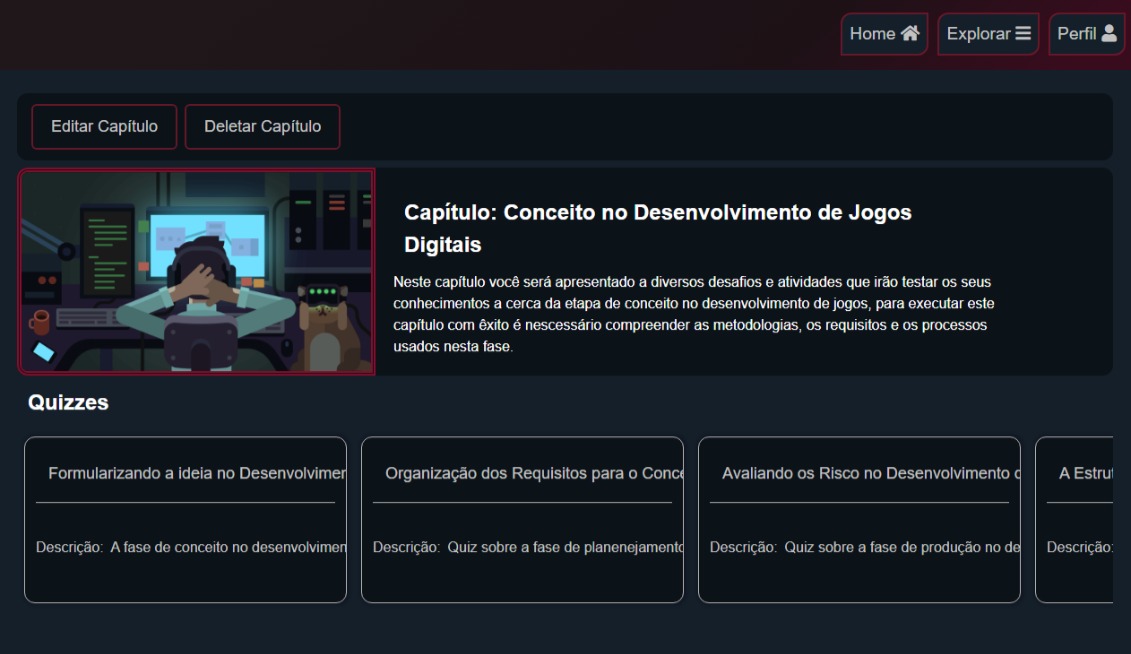 Home
Explorar
Perfil
Editar Capítulo
Deletar Capítulo
Capítulo: Conceito no Desenvolvimento de Jogos
Digitais
Neste capítulo você será apresentado a diversos desafios e atividades que irão testar os seus
conhecimentos a cerca da etapa de conceito no desenvolvimento de jogos, para executar este
capítulo com êxito é nescessário compreender as metodologias, os requisitos e os processos
usados nesta fase.
Quizzes
Formularizando a ideia no Desenvolvimen
Descrição: A fase de conceito no desenvolvimen
Organização dos Requisitos para o Conce
Descrição: Quiz sobre a fase de planenejamento
Avaliando os Risco no Desenvolvimento d
Descrição: Quiz sobre a fase de produção no de
A Estrut
Descrição: